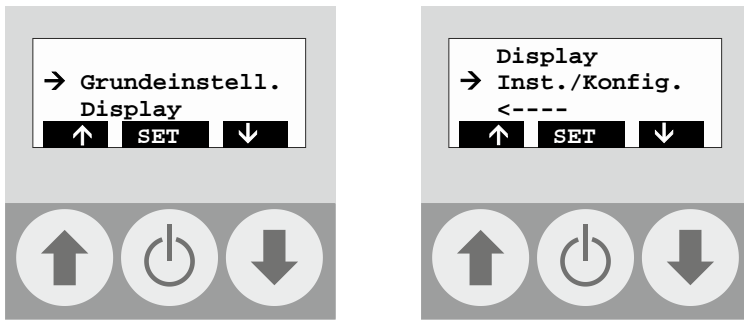 → Grundeinstell.
Display
↑ SET ↓
Display
→ Inst./Konfig.
<----
↑ SET ↓